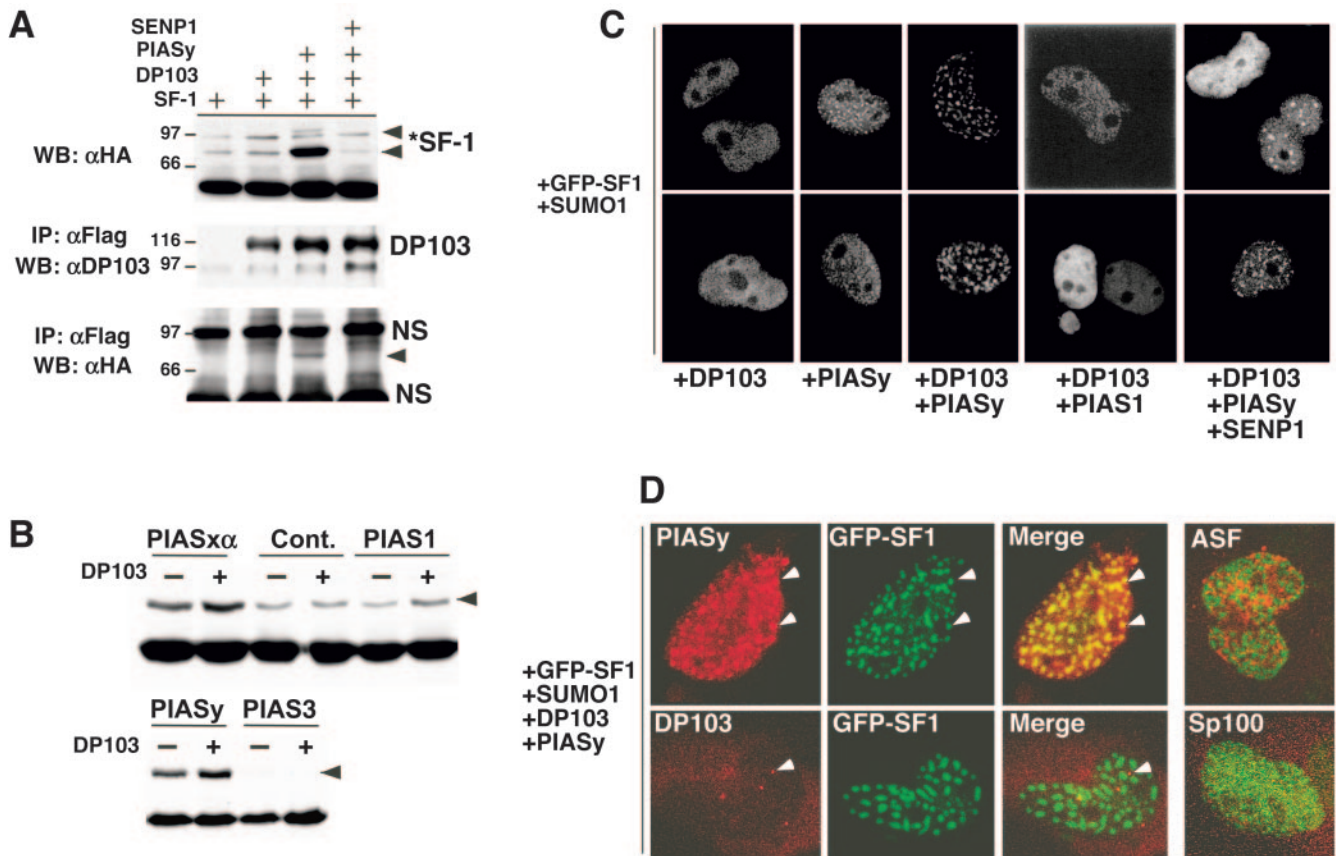 A
SENP1 +
PIASy + +
DP103 + + +
SF-1 + + + +
WB: αHA
97
66
*SF-1
IP: αFlag
WB: αDP103
116
97
DP103
IP: αFlag
WB: αHA
97
66
NS
NS
B
PIASxα Cont. PIAS1
DP103 − + − + − +
PIASy PIAS3
DP103 − + − +
C
+GFP-SF1
+SUMO1
+DP103
+PIASy
+DP103
+PIASy
+DP103
+PIAS1
+DP103
+PIASy
+SENP1
D
+GFP-SF1
+SUMO1
+DP103
+PIASy
PIASy GFP-SF1 Merge ASF
DP103 GFP-SF1 Merge Sp100